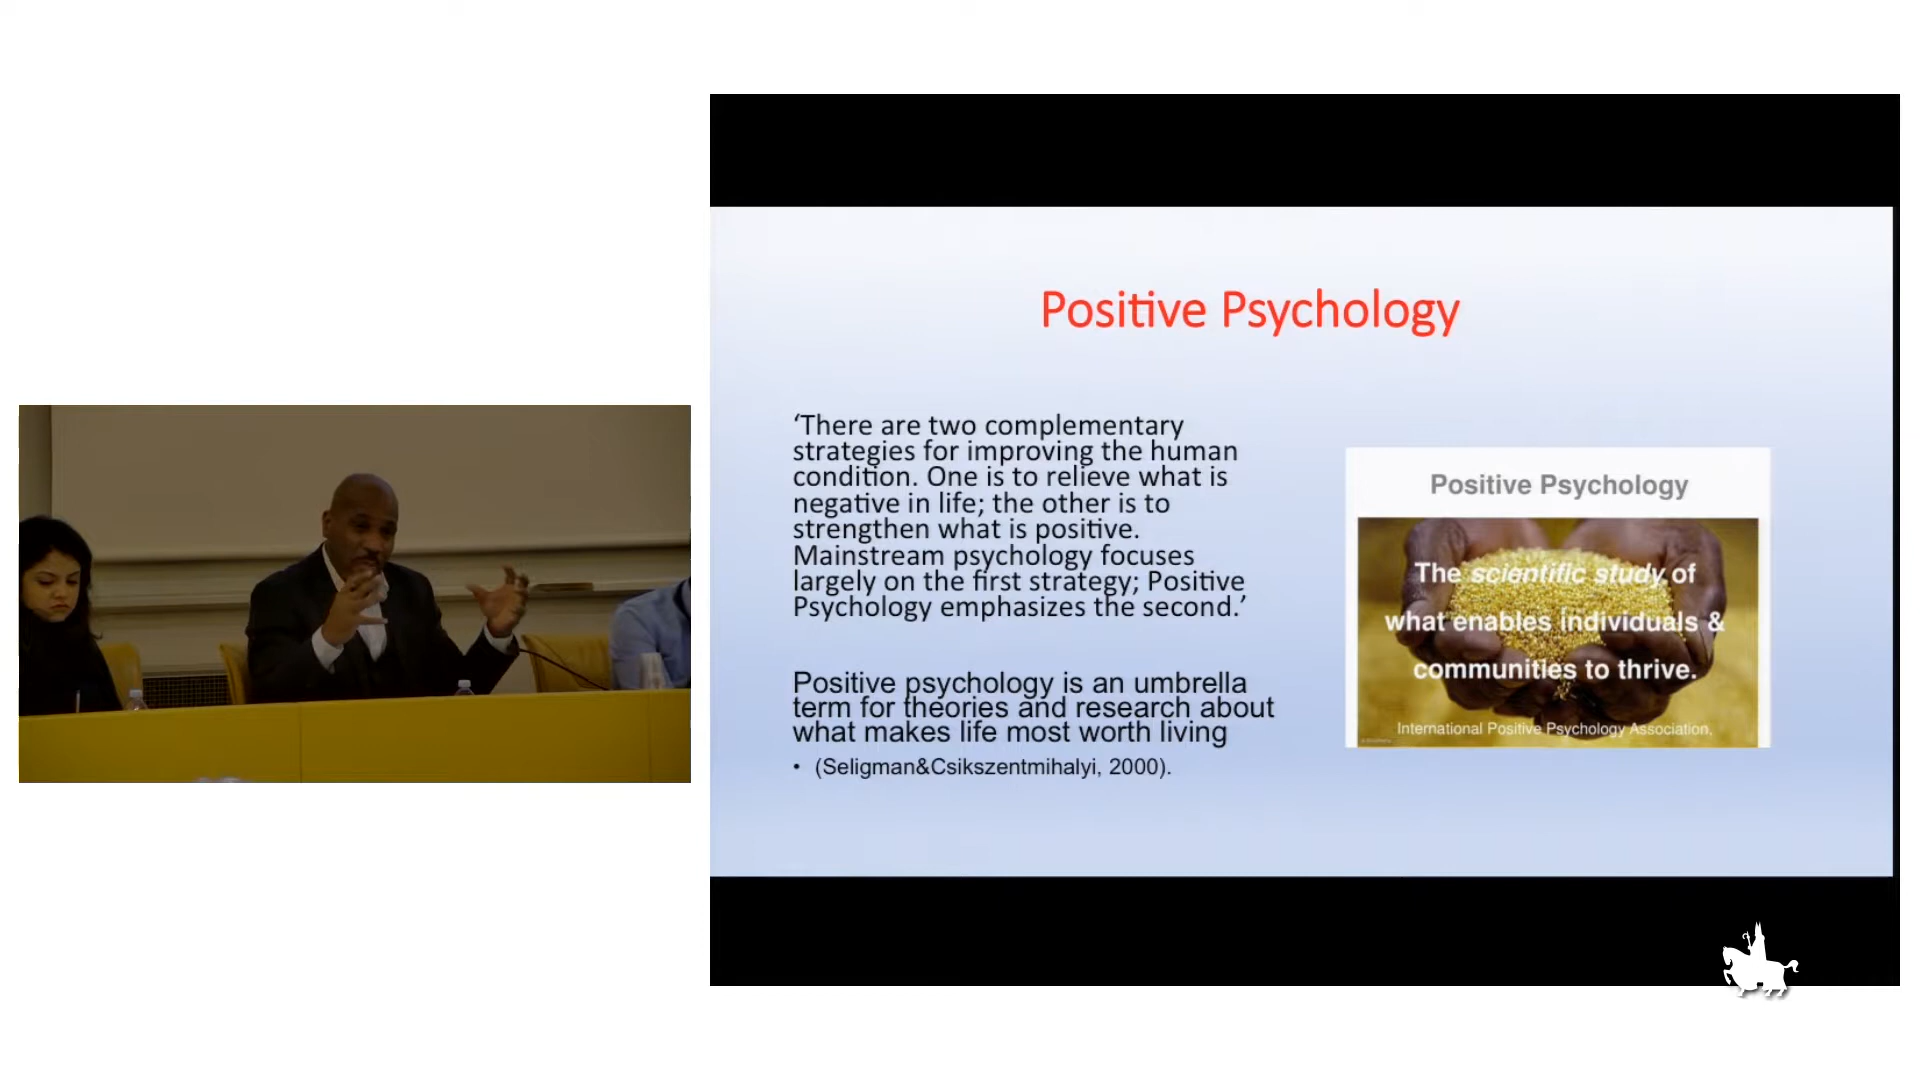 Positive Psychology
‘There are two complementary
strategies for improving the human
condition. One is to relieve what is
negative in life; the other is to
strengthen what is positive.
Mainstream psychology focuses
largely on the first strategy; Positive
Psychology emphasizes the second.’
Positive psychology is an umbrella
term for theories and research about
what makes life most worth living
• (Seligman&Csikszentmihalyi, 2000).
Positive Psychology
The scientific study of
what enables individuals &
communities to thrive.
International Positive Psychology Association.